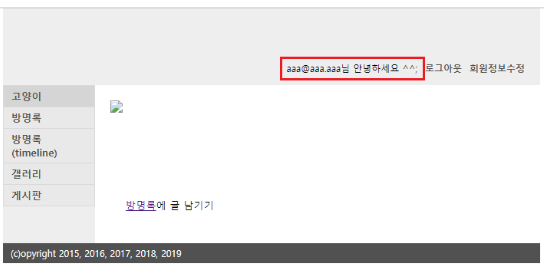 aaa@aaa.aaa님 안녕하세요 ^^; 로그아웃 회원정보수정
고양이
방명록
방명록
(timeline)
갤러리
게시판
방명록에 글 남기기
(c)opyright 2015, 2016, 2017, 2018, 2019